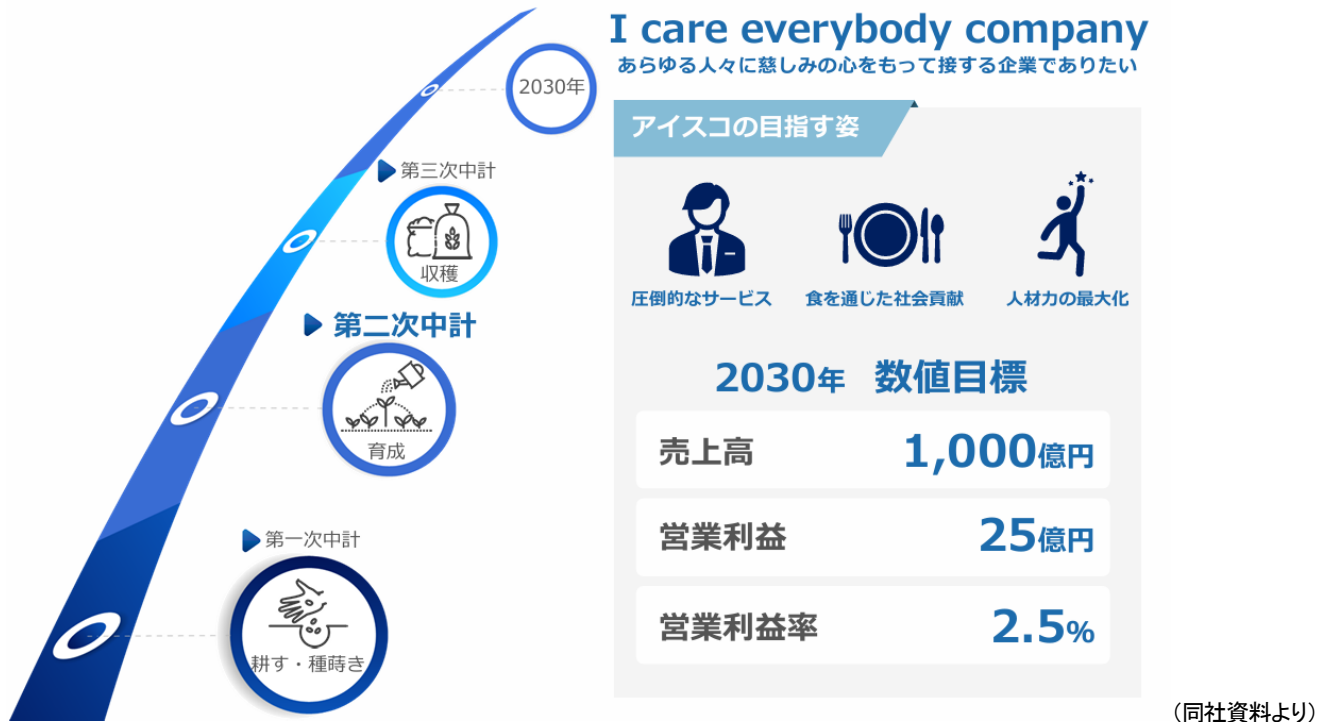 I care everybody company
あらゆる人々に慈しみの心をもって接する企業でありたい
2030年
第三次中計
収穫
第二次中計
育成
第一次中計
耕す・種蒔き
アイスコの目指す姿
圧倒的なサービス
食を通じた社会貢献
人材力の最大化
2030年 数値目標
売上高 1,000億円
営業利益 25億円
営業利益率 2.5%
(同社資料より)